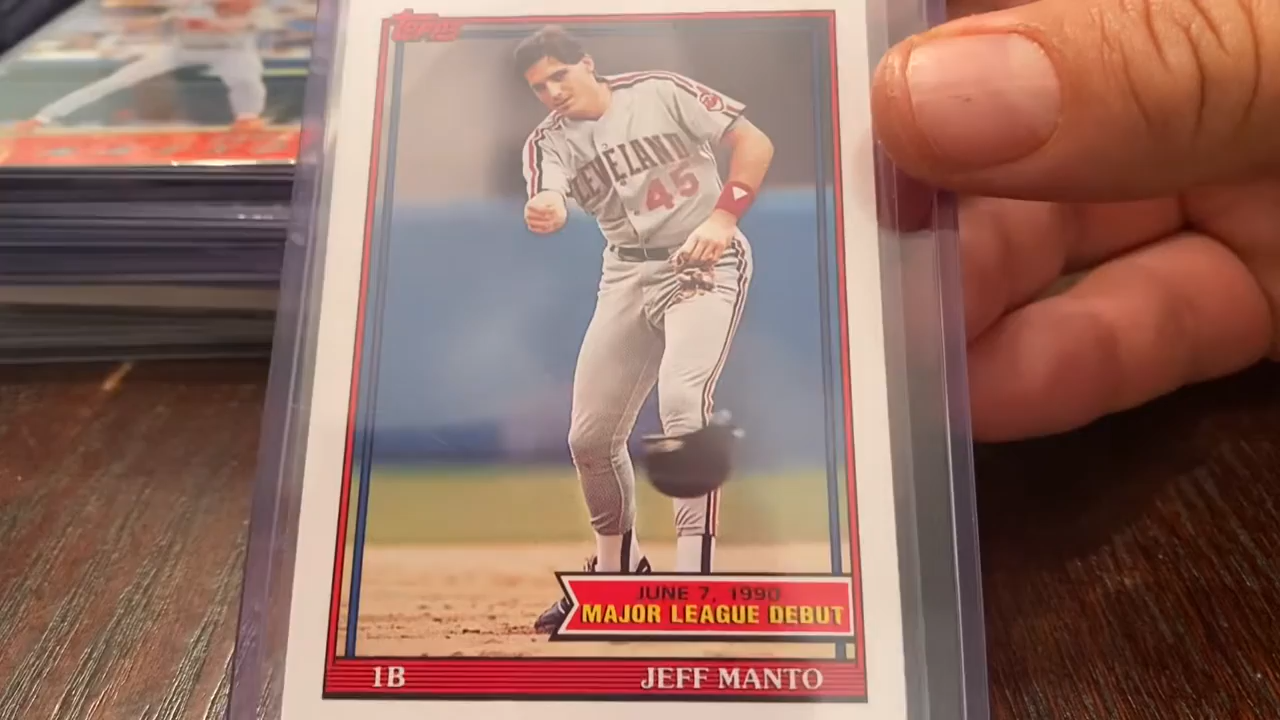 TOPPS
CLEVELAND
45
JUNE 7, 1990
MAJOR LEAGUE DEBUT
1B
JEFF MANTO